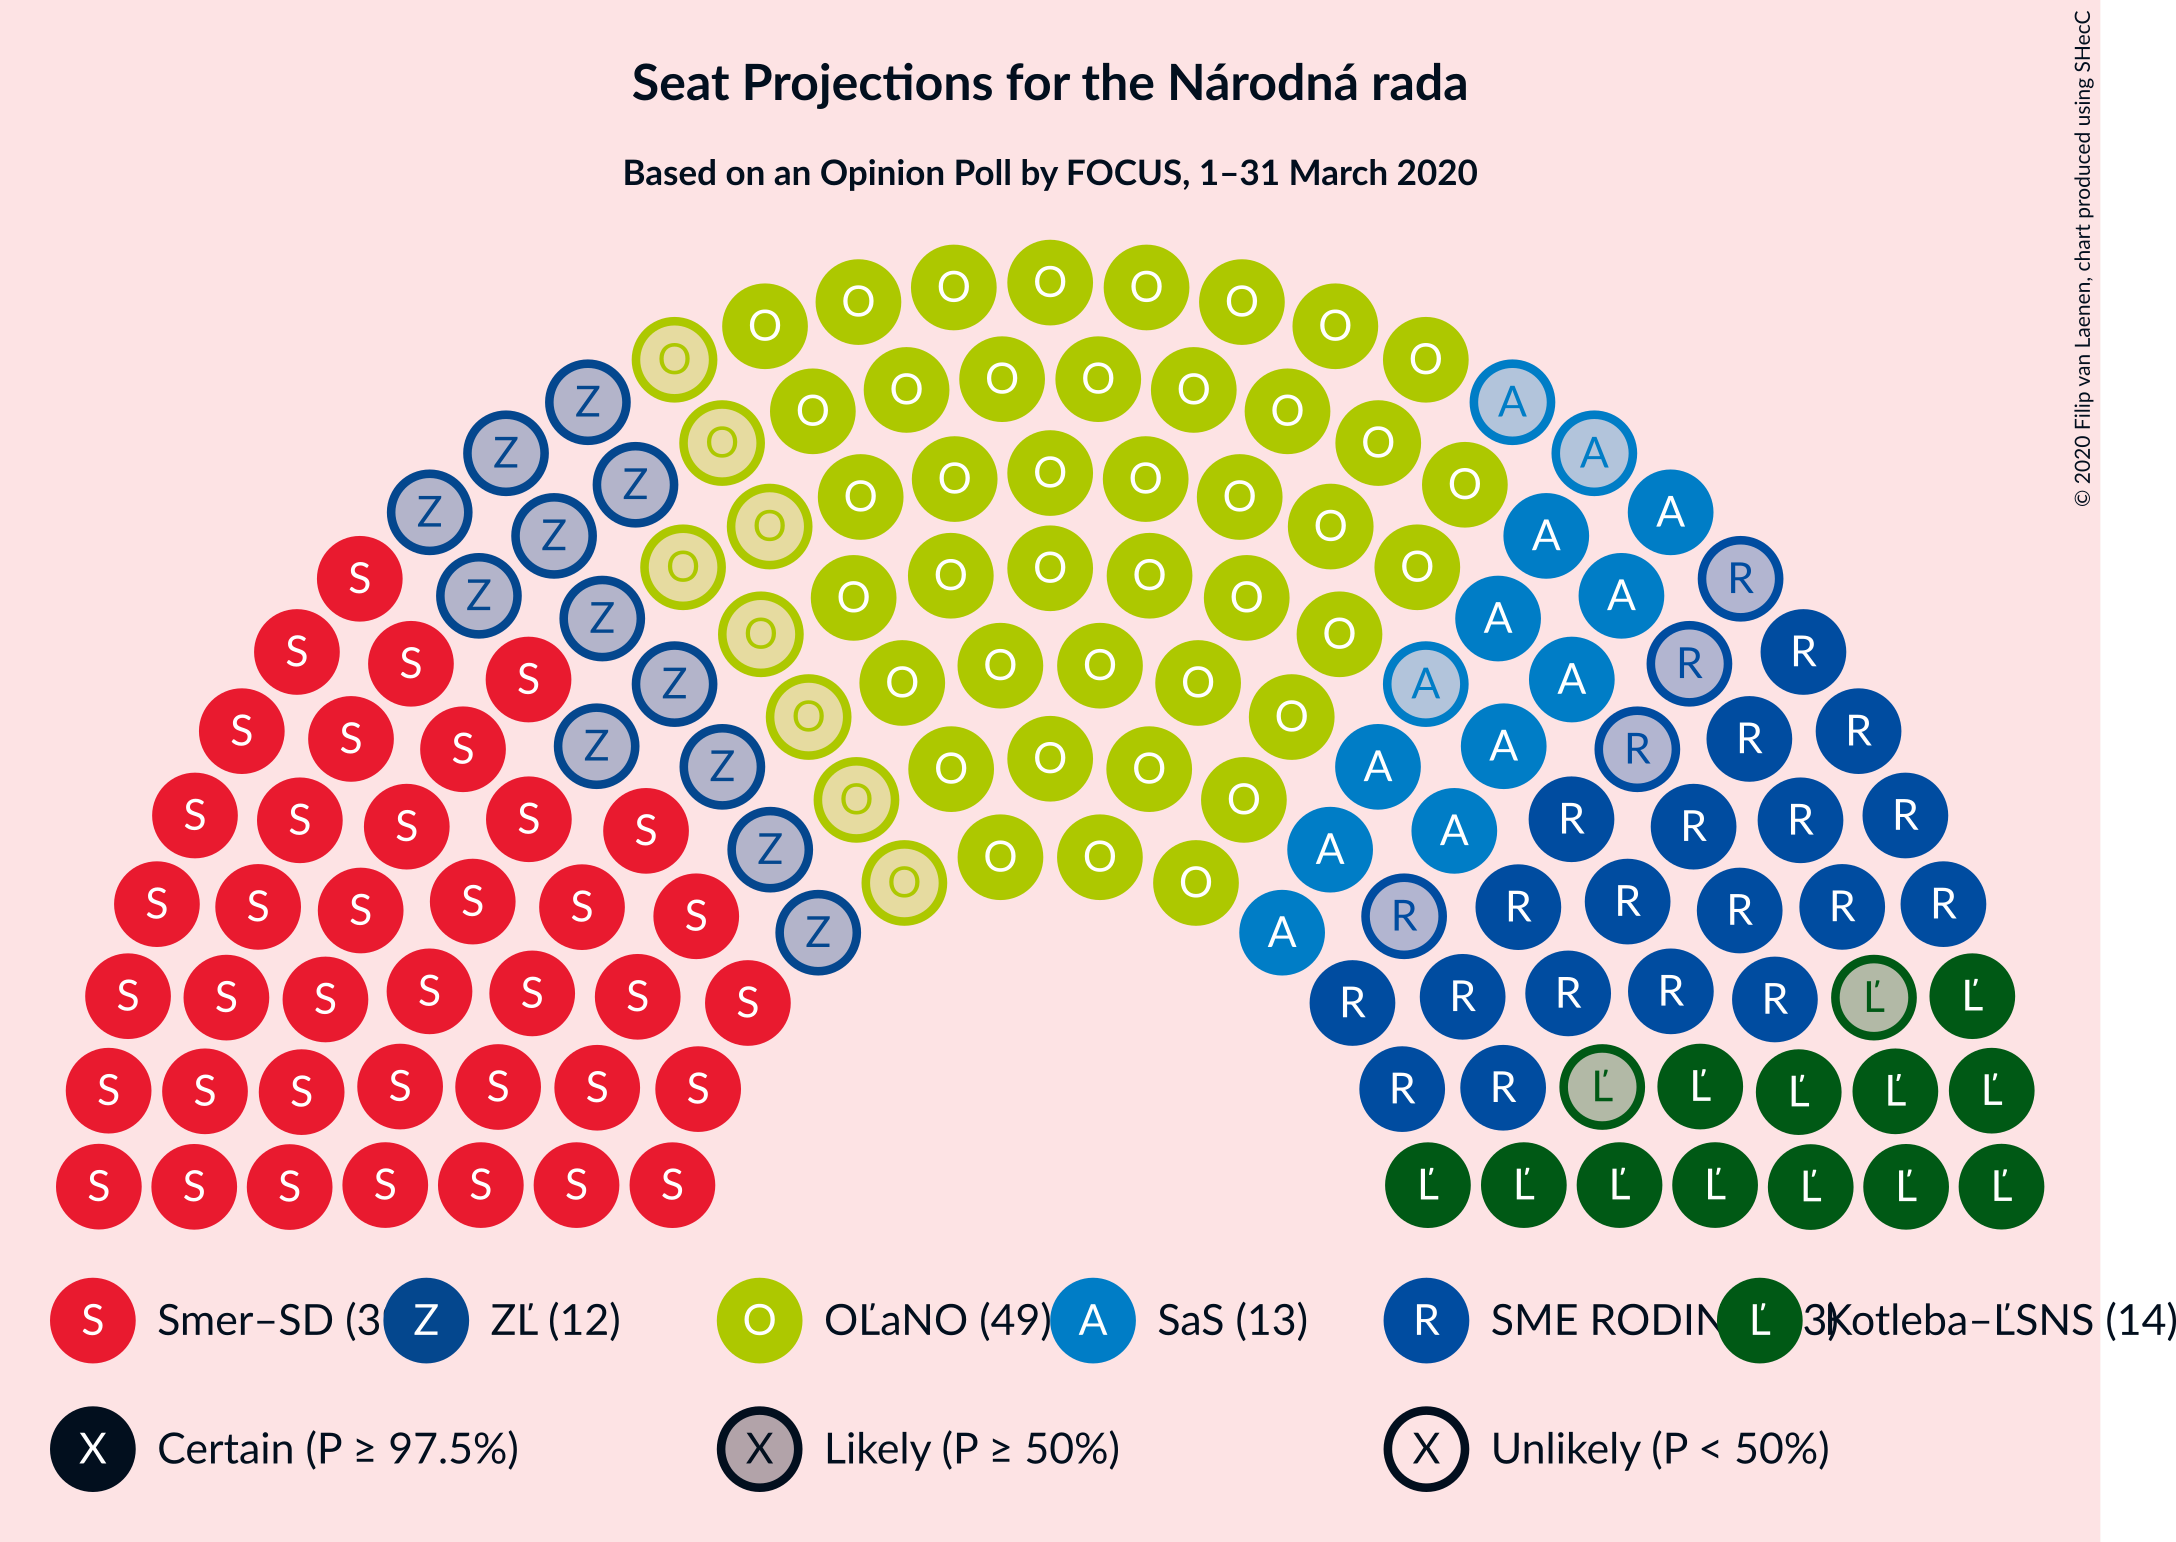 Seat Projections for the Národná rada
Based on an Opinion Poll by FOCUS, 1–31 March 2020
© 2020 Filip van Laenen, chart produced using SHecC
O O O O O
O O
O O
O O O O
Z O O A
Z O O A
Z O O O O
Z O O A
Z O O A
S O O O O O R
Z O O A
Z O O A
S S O O R R
S Z O O A A
S S S Z O O A R R R
Z O O O A
S S S S S O O A R R R R
Z O O A
S S S S S S O O R R R R R R
Z A
S S S S S S S R R R R R Ľ Ľ
S S S S S S S R R Ľ Ľ Ľ Ľ Ľ
S S S S S S S Ľ Ľ Ľ Ľ Ľ Ľ Ľ
S Smer–SD (3 Z ZĽ (12) O OĽaNO (49) A SaS (13) R SME RODIN Ľ Kotleba–ĽSNS (14)
X Certain (P ≥ 97.5%) X Likely (P ≥ 50%) X Unlikely (P < 50%)